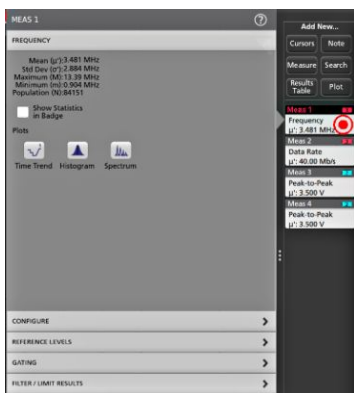 MEAS 1
?
FREQUENCY
Mean (µ'): 3.481 MHz
Std Dev (σ'): 2.884 MHz
Maximum (M): 13.39 MHz
Minimum (m): 0.904 MHz
Population (N): 84151
Show Statistics
in Badge
Plots
Time Trend
Histogram
Spectrum
CONFIGURE
REFERENCE LEVELS
GATING
FILTER / LIMIT RESULTS
Add New...
Cursors
Note
Measure
Search
Results
Table
Plot
Meas 1
Frequency
µ': 3.481 MHz
Meas 2
Data Rate
µ': 40.00 Mb/s
Meas 3
Peak-to-Peak
µ': 3.500 V
Meas 4
Peak-to-Peak
µ': 3.500 V